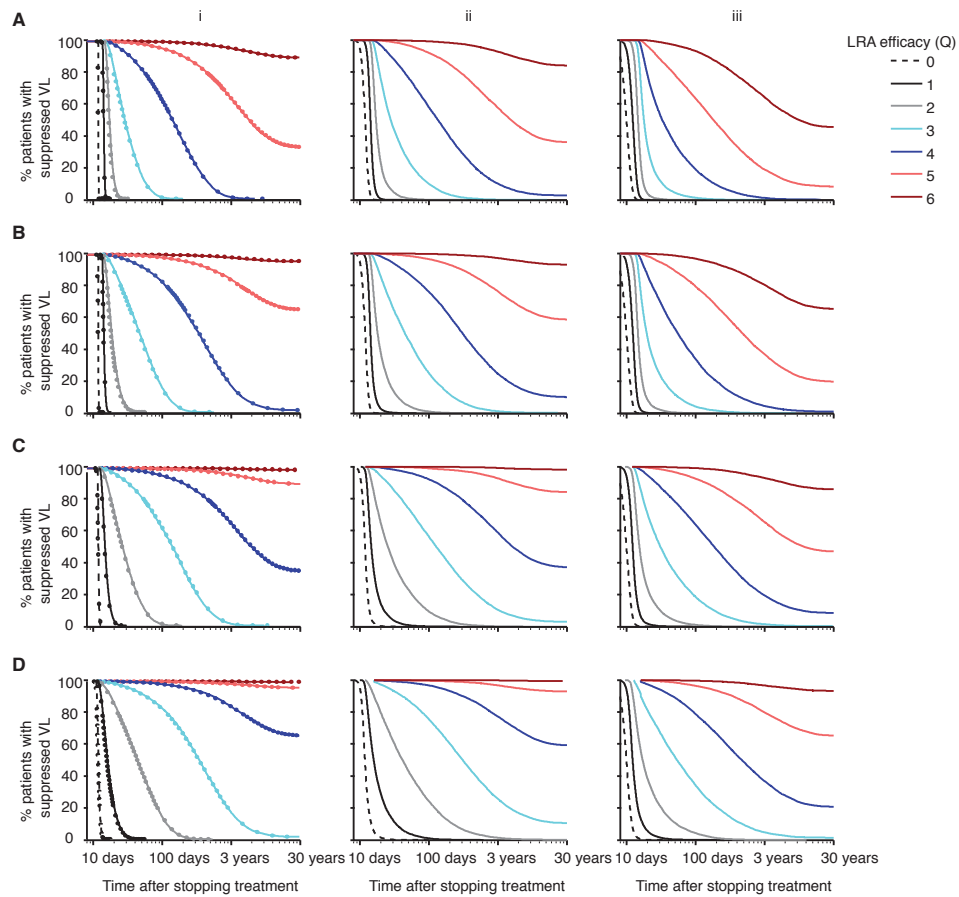 i ii iii
A
LRA efficacy (Q)
0
1
2
3
4
5
6
% patients with
suppressed VL
100
80
60
40
20
0
B
% patients with
suppressed VL
100
80
60
40
20
0
C
% patients with
suppressed VL
100
80
60
40
20
0
D
% patients with
suppressed VL
100
80
60
40
20
0
10 days 100 days 3 years 30 years 10 days 100 days 3 years 30 years 10 days 100 days 3 years 30 years
Time after stopping treatment Time after stopping treatment Time after stopping treatment